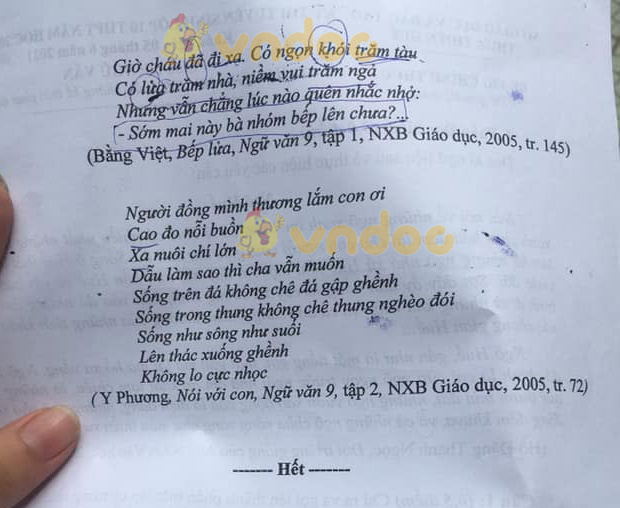 Giờ cháu đã đi xa. Có ngọn khói trăm tàu
Có lửa trăm nhà, niềm vui trăm ngả
Nhưng vẫn chẳng lúc nào quên nhắc nhở:
- Sớm mai này bà nhóm bếp lên chưa?...
(Bằng Việt, Bếp lửa, Ngữ văn 9, tập 1, NXB Giáo dục, 2005, tr. 145)
Người đồng mình thương lắm con ơi
Cao đo nỗi buồn
Xa nuôi chí lớn
vndoc
Dẫu làm sao thì cha vẫn muốn
Sống trên đá không chê đá gập ghềnh
Sống trong thung không chê thung nghèo đói
Sống như sông như suối
Lên thác xuống ghềnh
Không lo cực nhọc
( Y Phương, Nói với con, Ngữ văn 9, tập 2, NXB Giáo dục, 2005, tr. 72)
------- Hết -------